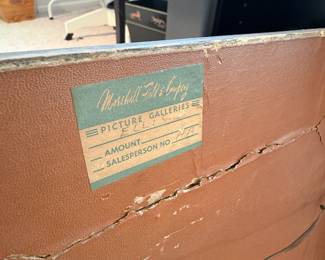 Marshall Field & Company
PICTURE GALLERIES
AMOUNT
SALESPERSON NO